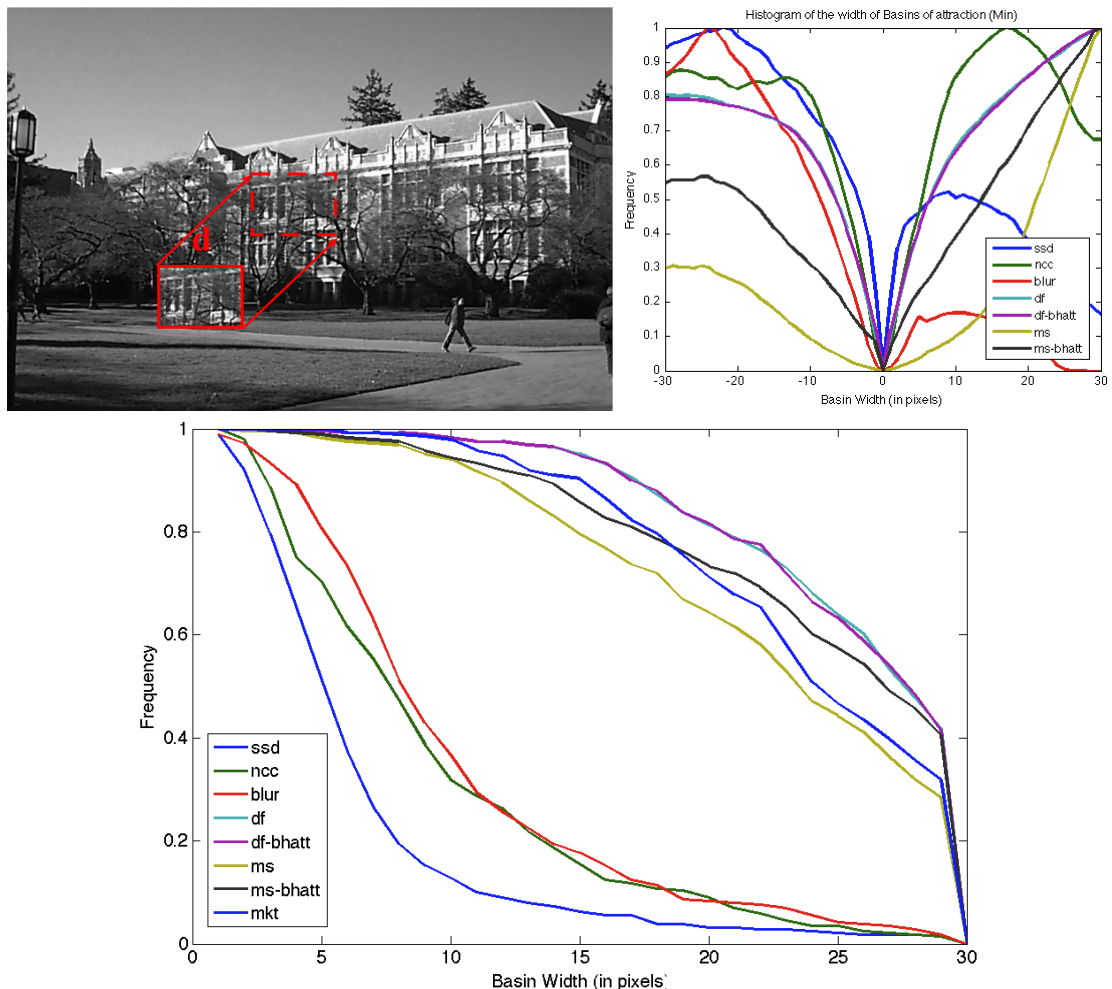 d
Histogram of the width of Basins of attraction (Min)
1
0.9
0.8
0.7
0.6
0.5
0.4
0.3
0.2
0.1
0
Frequency
-30
-20
-10
0
10
20
30
Basin Width (in pixels)
ssd
ncc
blur
df
df-bhatt
ms
ms-bhatt
1
0.8
0.6
0.4
0.2
0
Frequency
0
5
10
15
20
25
30
Basin Width (in pixels)
ssd
ncc
blur
df
df-bhatt
ms
ms-bhatt
mkt